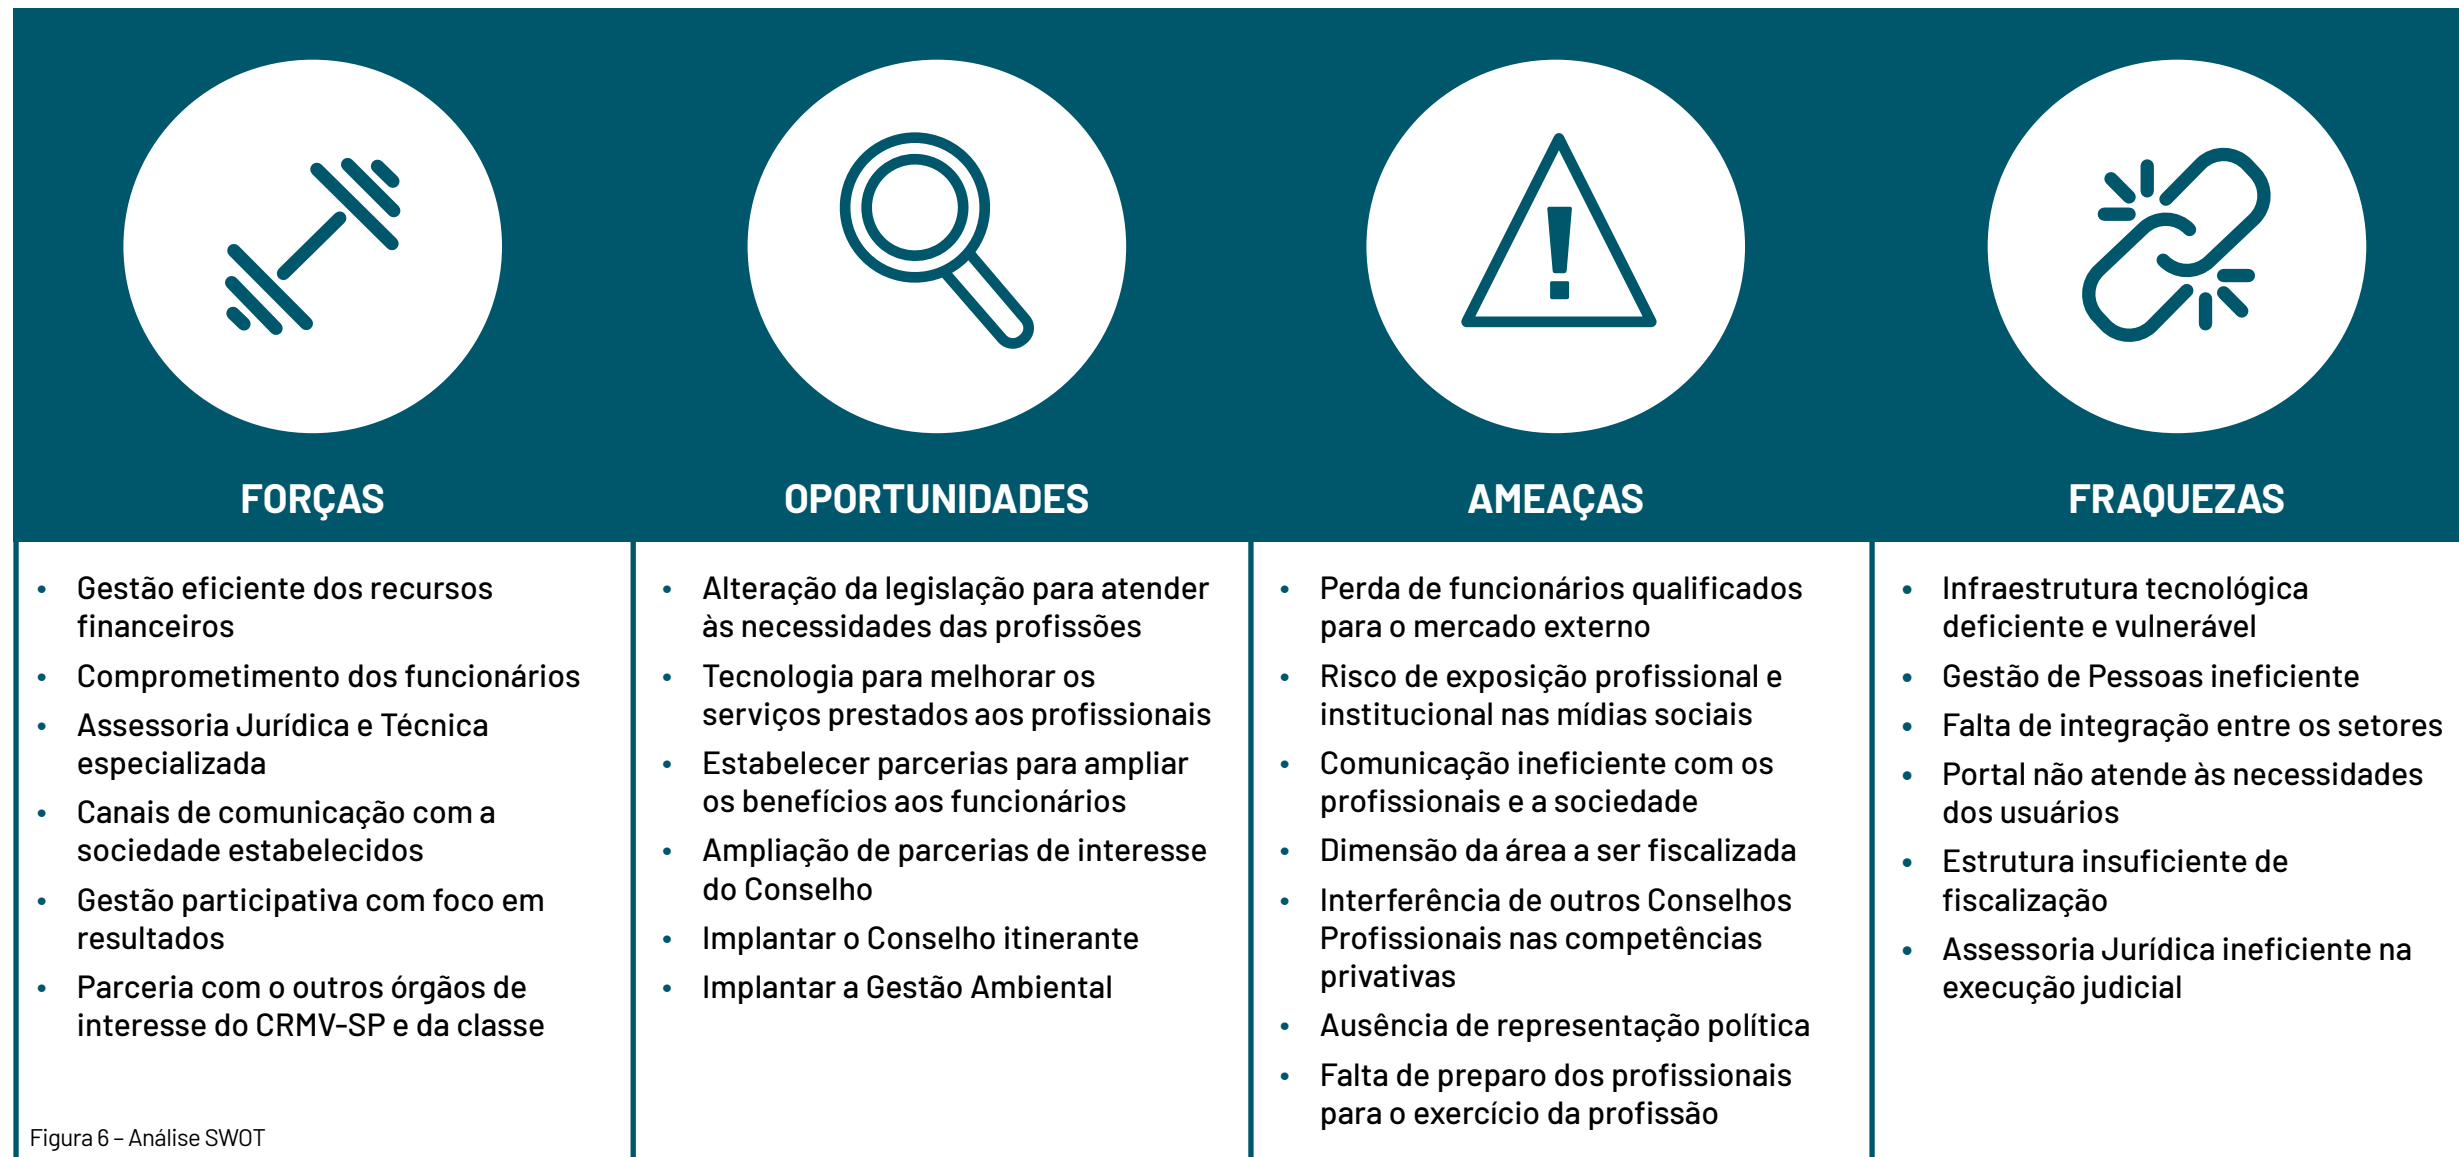 FORÇAS
• Gestão eficiente dos recursos
financeiros
• Comprometimento dos funcionários
• Assessoria Jurídica e Técnica
especializada
• Canais de comunicação com a
sociedade estabelecidos
• Gestão participativa com foco em
resultados
• Parceria com o outros órgãos de
interesse do CRMV-SP e da classe
OPORTUNIDADES
• Alteração da legislação para atender
às necessidades das profissões
• Tecnologia para melhorar os
serviços prestados aos profissionais
• Estabelecer parcerias para ampliar
os benefícios aos funcionários
• Ampliação de parcerias de interesse
do Conselho
• Implantar o Conselho itinerante
• Implantar a Gestão Ambiental
AMEAÇAS
• Perda de funcionários qualificados
para o mercado externo
• Risco de exposição profissional e
institucional nas mídias sociais
• Comunicação ineficiente com os
profissionais e a sociedade
• Dimensão da área a ser fiscalizada
• Interferência de outros Conselhos
Profissionais nas competências
privativas
• Ausência de representação política
• Falta de preparo dos profissionais
para o exercício da profissão
FRAQUEZAS
• Infraestrutura tecnológica
deficiente e vulnerável
• Gestão de Pessoas ineficiente
• Falta de integração entre os setores
• Portal não atende às necessidades
dos usuários
• Estrutura insuficiente de
fiscalização
• Assessoria Jurídica ineficiente na
execução judicial
Figura 6 – Análise SWOT